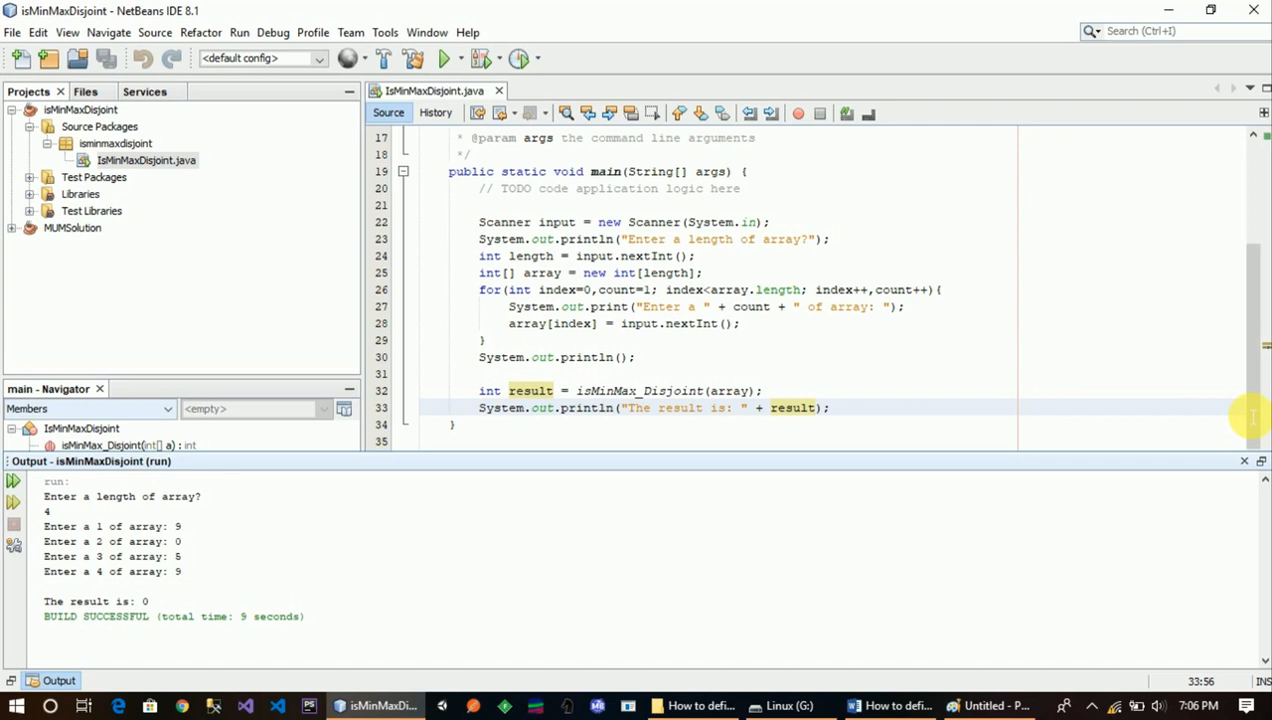 isMinMaxDisjoint - NetBeans IDE 8.1
File Edit View Navigate Source Refactor Run Debug Profile Team Tools Window Help
Search (Ctrl+I)
<default config>
Projects Files Services
IsMinMaxDisjoint.java
isMinMaxDisjoint
Source Packages
isminmaxdisjoint
IsMinMaxDisjoint.java
Test Packages
Libraries
Test Libraries
MUMSolution
Source History
17 * @param args the command line arguments
18 */
19 public static void main(String[] args) {
20 // TODO code application logic here
21
22 Scanner input = new Scanner(System.in);
23 System.out.println("Enter a length of array?");
24 int length = input.nextInt();
25 int[] array = new int[length];
26 for(int index=0,count=1; index<array.length; index++,count++){
27 System.out.print("Enter a " + count + " of array: ");
28 array[index] = input.nextInt();
29 }
30 System.out.println();
31
32 int result = isMinMax_Disjoint(array);
33 System.out.println("The result is: " + result);
34 }
35
main - Navigator
Members <empty>
IsMinMaxDisjoint
isMinMax_Disjoint(int[] a) : int
Output - isMinMaxDisjoint (run)
run:
Enter a length of array?
4
Enter a 1 of array: 9
Enter a 2 of array: 0
Enter a 3 of array: 5
Enter a 4 of array: 9
The result is: 0
BUILD SUCCESSFUL (total time: 9 seconds)
Output
33:56 INS
PS isMinMaxDi... How to defi... Linux (G:) How to defi... Untitled - P... 7:06 PM